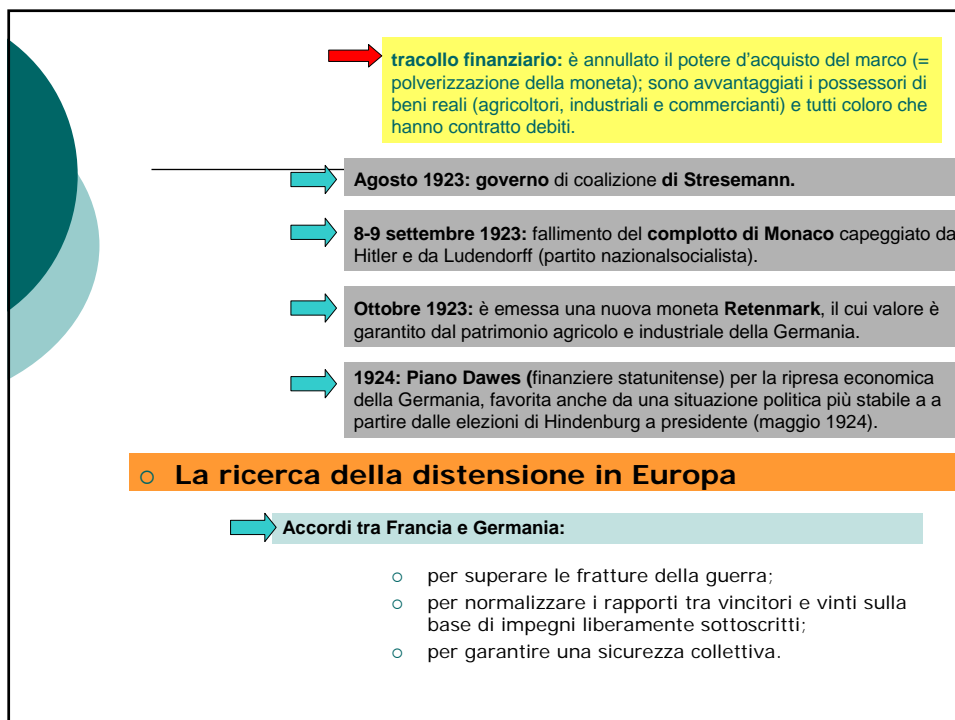 tracollo finanziario: è annullato il potere d'acquisto del marco (=
polverizzazione della moneta); sono avvantaggiati i possessori di
beni reali (agricoltori, industriali e commercianti) e tutti coloro che
hanno contratto debiti.
Agosto 1923: governo di coalizione di Stresemann.
8-9 settembre 1923: fallimento del complotto di Monaco capeggiato da
Hitler e da Ludendorff (partito nazionalsocialista).
Ottobre 1923: è emessa una nuova moneta Retenmark, il cui valore è
garantito dal patrimonio agricolo e industriale della Germania.
1924: Piano Dawes (finanziere statunitense) per la ripresa economica
della Germania, favorita anche da una situazione politica più stabile a a
partire dalle elezioni di Hindenburg a presidente (maggio 1924).
La ricerca della distensione in Europa
Accordi tra Francia e Germania:
per superare le fratture della guerra;
per normalizzare i rapporti tra vincitori e vinti sulla
base di impegni liberamente sottoscritti;
per garantire una sicurezza collettiva.